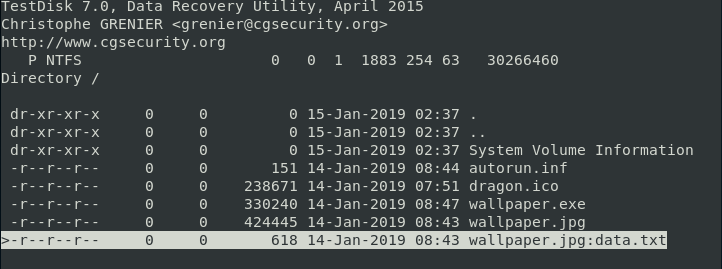 TestDisk 7.0, Data Recovery Utility, April 2015
Christophe GRENIER <grenier@cgsecurity.org>
http://www.cgsecurity.org
   P NTFS                     0   0  1  1883 254 63   30266460
Directory /

 dr-xr-xr-x     0     0         0 15-Jan-2019 02:37 .
 dr-xr-xr-x     0     0         0 15-Jan-2019 02:37 ..
 dr-xr-xr-x     0     0         0 15-Jan-2019 02:37 System Volume Information
 -r--r--r--     0     0       151 14-Jan-2019 08:44 autorun.inf
 -r--r--r--     0     0    238671 14-Jan-2019 07:51 dragon.ico
 -r--r--r--     0     0    330240 14-Jan-2019 08:47 wallpaper.exe
 -r--r--r--     0     0    424445 14-Jan-2019 08:43 wallpaper.jpg
>-r--r--r--     0     0       618 14-Jan-2019 08:43 wallpaper.jpg:data.txt